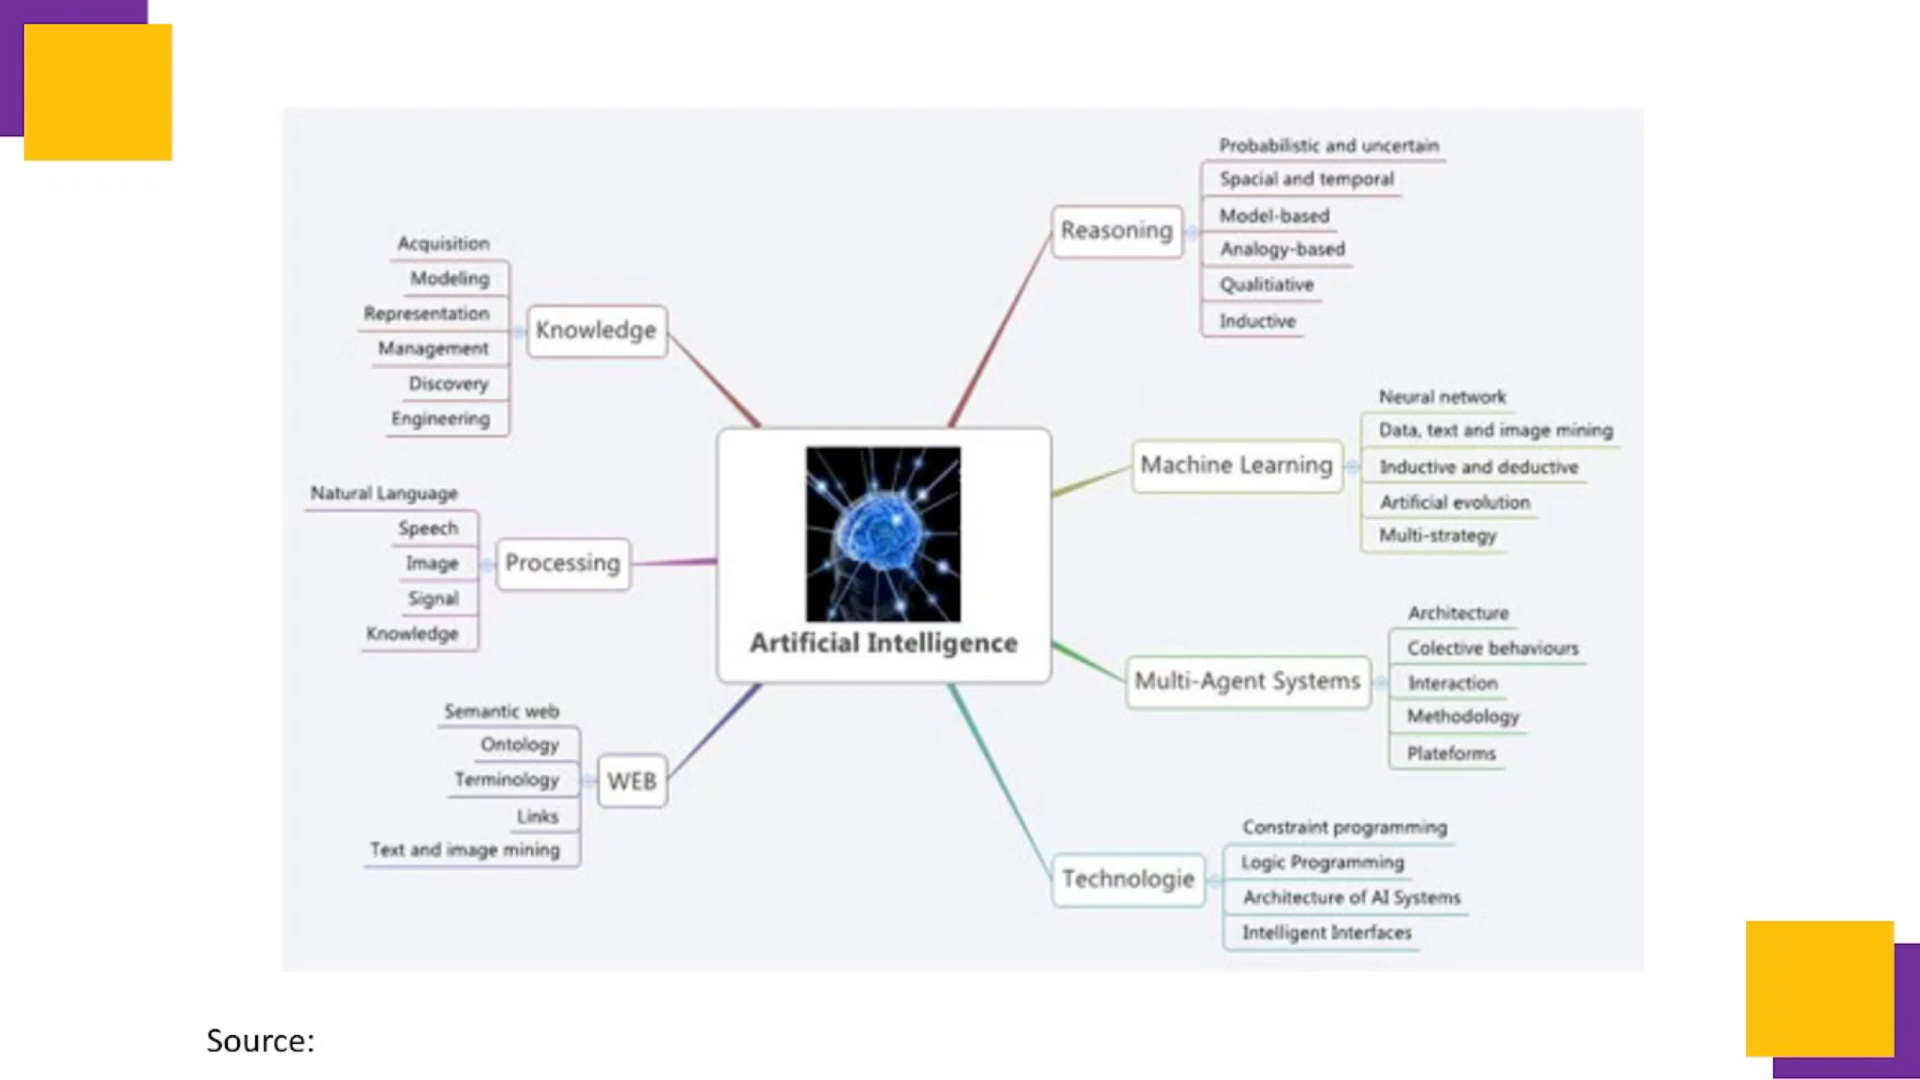 Acquisition
Modeling
Representation
Management
Discovery
Engineering
Knowledge
Natural Language
Speech
Image
Signal
Knowledge
Processing
Semantic web
Ontology
Terminology
Links
Text and image mining
WEB
Artificial Intelligence
Reasoning
Probabilistic and uncertain
Spacial and temporal
Model-based
Analogy-based
Qualitiative
Inductive
Machine Learning
Neural network
Data, text and image mining
Inductive and deductive
Artificial evolution
Multi-strategy
Multi-Agent Systems
Architecture
Colective behaviours
Interaction
Methodology
Plateforms
Technologie
Constraint programming
Logic Programming
Architecture of AI Systems
Intelligent Interfaces
Source: